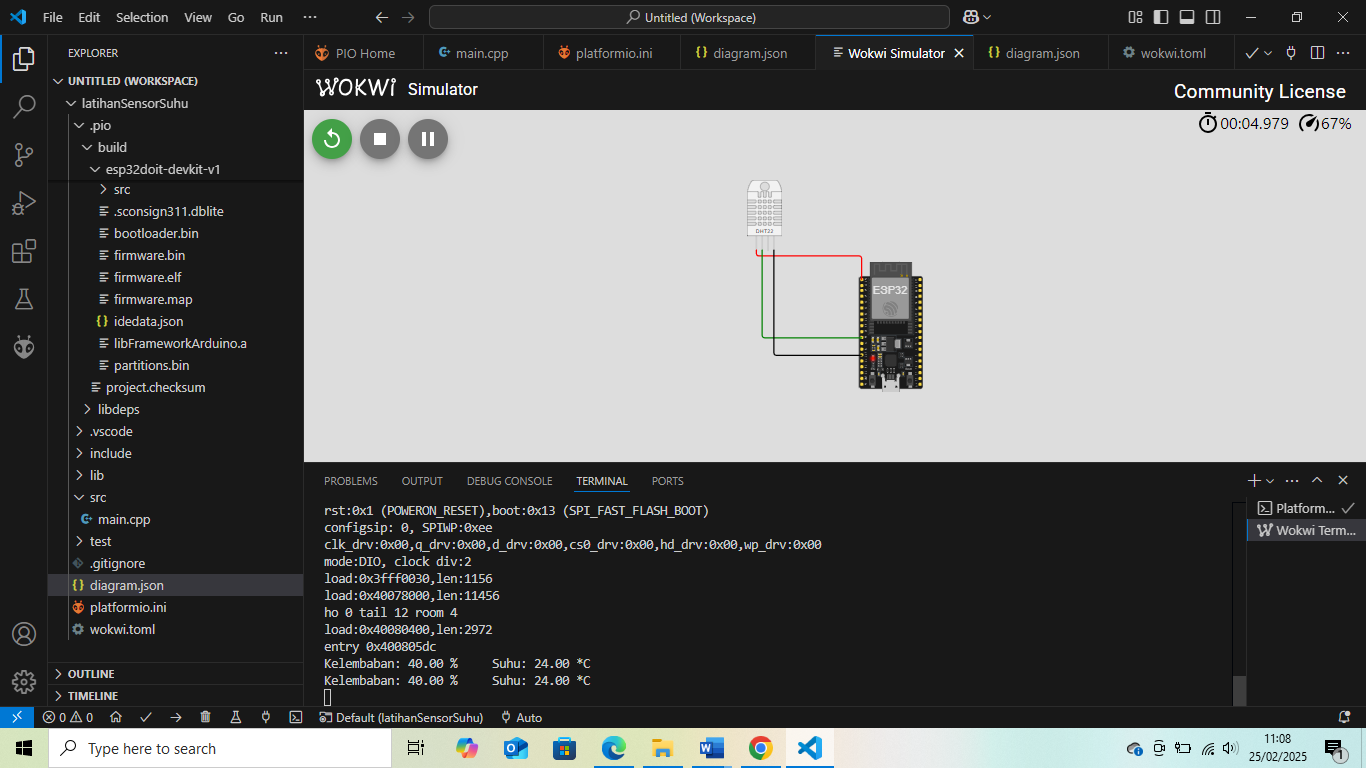 File Edit Selection View Go Run ··· Untitled (Workspace)
EXPLORER ···
UNTITLED (WORKSPACE)
latihanSensorSuhu
.pio
build
esp32doit-devkit-v1
src
.sconsign311.dblite
bootloader.bin
firmware.bin
firmware.elf
firmware.map
{} idedata.json
libFrameworkArduino.a
partitions.bin
project.checksum
libdeps
.vscode
include
lib
src
main.cpp
test
.gitignore
{} diagram.json
platformio.ini
wokwi.toml
OUTLINE
TIMELINE
PIO Home main.cpp platformio.ini {} diagram.json Wokwi Simulator {} diagram.json wokwi.toml ···
WOKWI Simulator Community License
00:04.979 67%
DHT22
ESP32
PROBLEMS OUTPUT DEBUG CONSOLE TERMINAL PORTS ···
rst:0x1 (POWERON_RESET),boot:0x13 (SPI_FAST_FLASH_BOOT)
configsip: 0, SPIWP:0xee
clk_drv:0x00,q_drv:0x00,d_drv:0x00,cs0_drv:0x00,hd_drv:0x00,wp_drv:0x00
mode:DIO, clock div:2
load:0x3fff0030,len:1156
load:0x40078000,len:11456
ho 0 tail 12 room 4
load:0x40080400,len:2972
entry 0x400805dc
Kelembaban: 40.00 % Suhu: 24.00 *C
Kelembaban: 40.00 % Suhu: 24.00 *C
Platform...
Wokwi Term...
0 0 Default (latihanSensorSuhu) Auto
Type here to search
11:08
25/02/2025
1